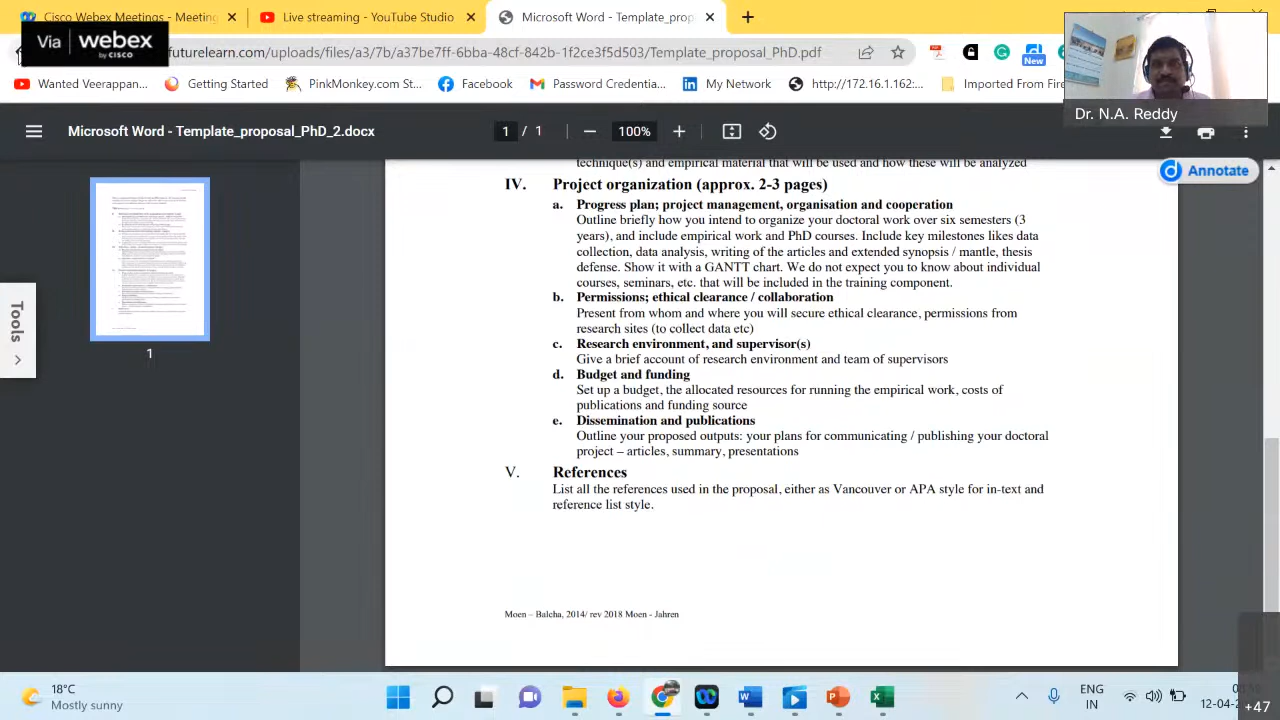 Webex Meetings - Meeting
Live streaming - YouTube Studio
Microsoft Word - Template_prop
Via webex
by CISCO
futurelearn.com/uploads/files/a3/7b/a37be7ff-6bba-48cf-8a91-1f2ce3f5d503/Template_proposal_PhD.pdf
New
Wanted Veerappan...
Getting Started
Pinkvilla
Facebook
Password Credentia...
My Network
http://172.16.1.162:...
Imported From Firef
Dr. N.A. Reddy
Microsoft Word - Template_proposal_PhD_2.docx
1 / 1
100%
Annotate
technique(s) and empirical material that will be used and how these will be analyzed
IV. Project organization (approx. 2-3 pages)
a. Progress plan; project management, organisation and cooperation
Outline briefly how you intend to organize your doctoral work over six semesters (3
years), and include empirical work and PhD courses. Include key milestones likes data
collection, data analysis, writing of the articles and extended synopsis / mantle, thesis
defense. Show it with a GANTT chart. We do not expect you to know about individual
courses, seminars, etc. that will be included in the training component.
ethical clearance / collaboration
Present from whom and where you will secure ethical clearance, permissions from
research sites (to collect data etc)
c. Research environment, and supervisor(s)
Give a brief account of research environment and team of supervisors
d. Budget and funding
Set up a budget, the allocated resources for running the empirical work, costs of
publications and funding source
e. Dissemination and publications
Outline your proposed outputs: your plans for communicating / publishing your doctoral
project – articles, summary, presentations
V. References
List all the references used in the proposal, either as Vancouver or APA style for in-text and
reference list style.
Moen – Balcha, 2014/ rev 2018 Moen - Jahren
Tools
1
18°C
Mostly sunny
ENG
IN
12-04-2
+47